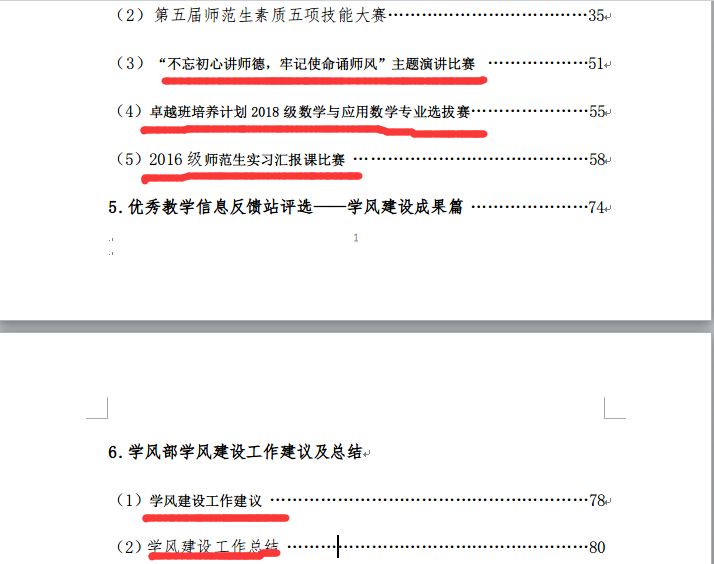 （2）第五届师范生素质五项技能大赛……………………………35
（3）“不忘初心讲师德，牢记使命诵师风”主题演讲比赛 ………………51
（4）卓越班培养计划 2018 级数学与应用数学专业选拔赛…………………55
（5）2016 级师范生实习汇报课比赛 …………………………………58
5.优秀教学信息反馈站评选——学风建设成果篇 …………………74
1
6.学风部学风建设工作建议及总结
（1）学风建设工作建议 ………………………………………………78
（2）学风建设工作总结 ……………………………………………80